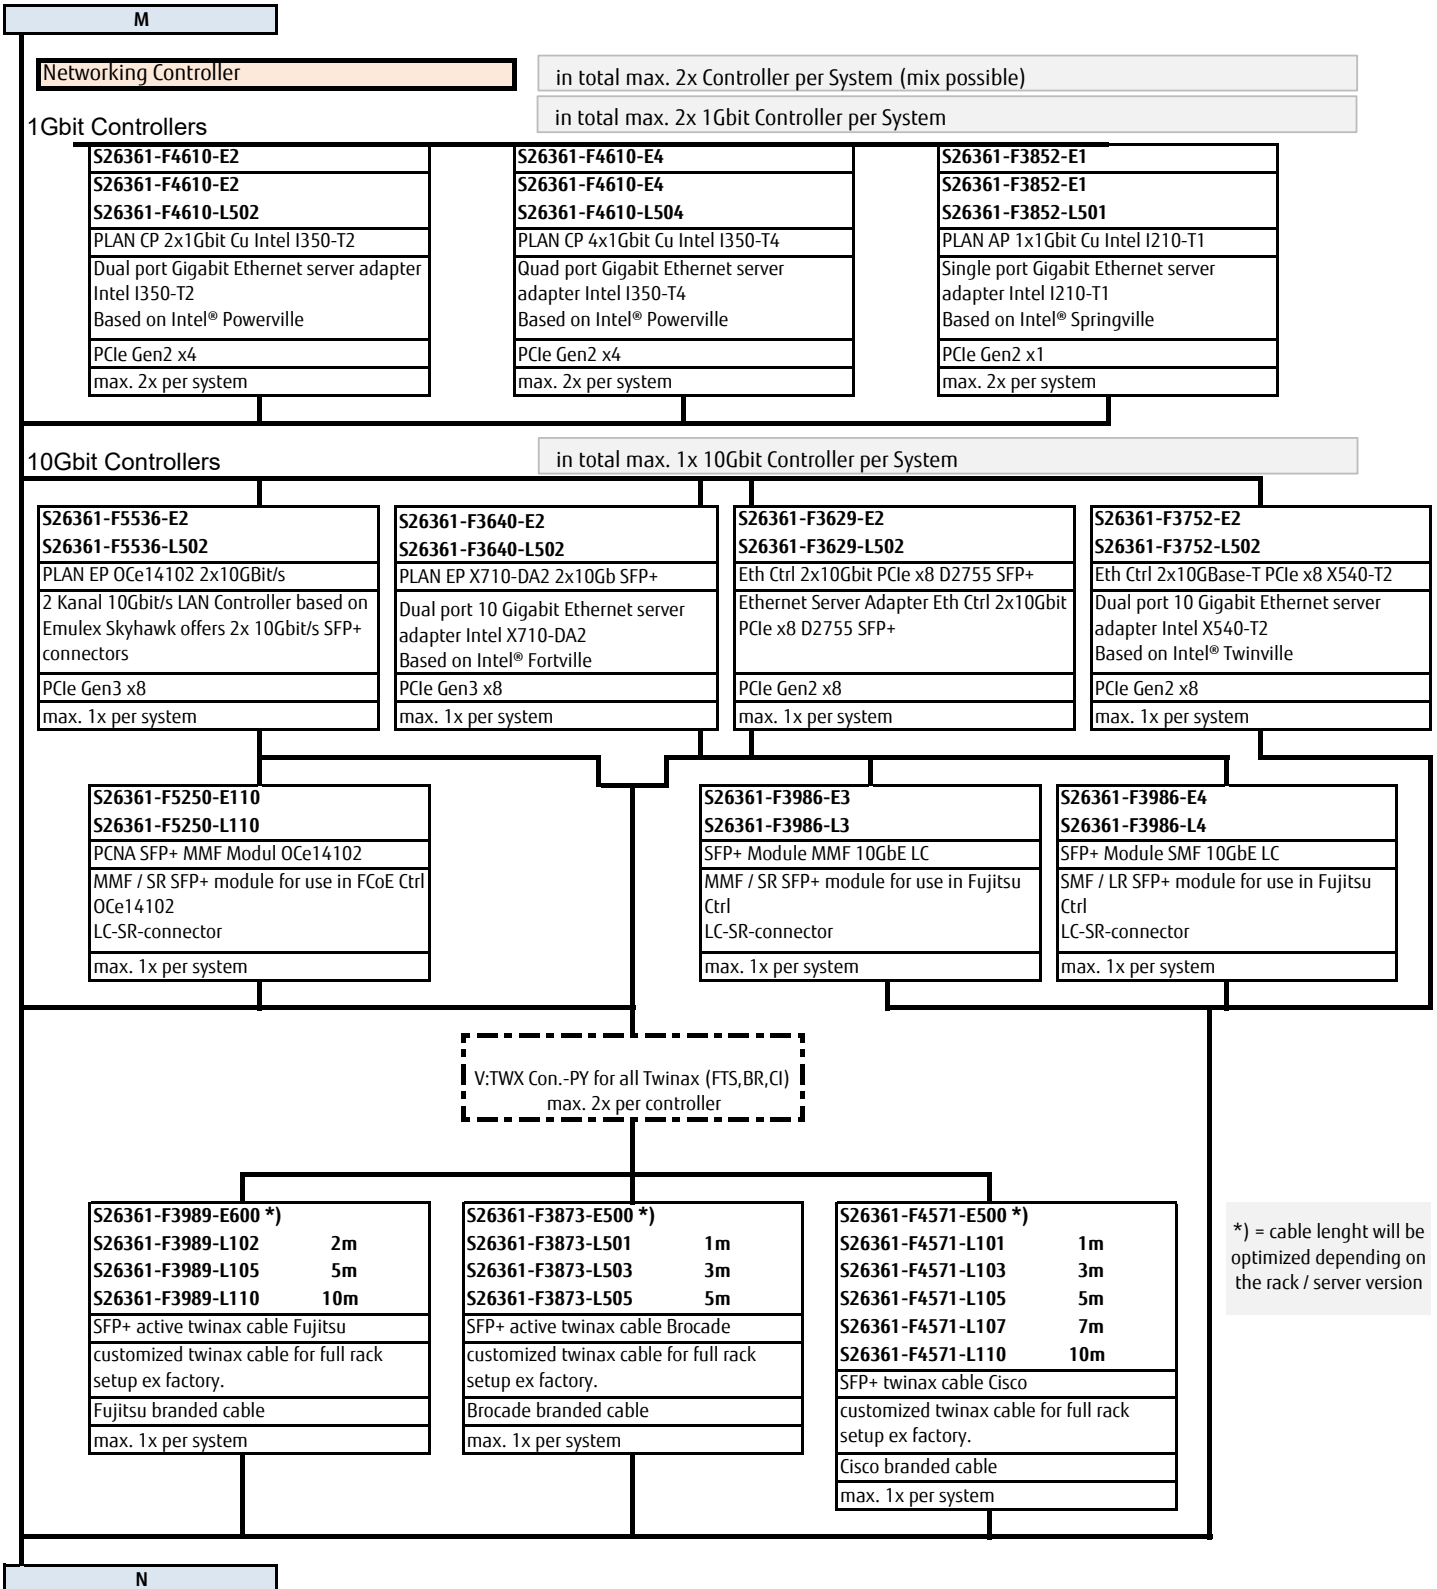 M
Networking Controller
in total max. 2x Controller per System (mix possible)
in total max. 2x 1Gbit Controller per System
1Gbit Controllers
S26361-F4610-E2
S26361-F4610-E2
S26361-F4610-L502
PLAN CP 2x1Gbit Cu Intel I350-T2
Dual port Gigabit Ethernet server adapter
Intel I350-T2
Based on Intel® Powerville
PCIe Gen2 x4
max. 2x per system
S26361-F4610-E4
S26361-F4610-E4
S26361-F4610-L504
PLAN CP 4x1Gbit Cu Intel I350-T4
Quad port Gigabit Ethernet server
adapter Intel I350-T4
Based on Intel® Powerville
PCIe Gen2 x4
max. 2x per system
S26361-F3852-E1
S26361-F3852-E1
S26361-F3852-L501
PLAN AP 1x1Gbit Cu Intel I210-T1
Single port Gigabit Ethernet server
adapter Intel I210-T1
Based on Intel® Springville
PCIe Gen2 x1
max. 2x per system
10Gbit Controllers
in total max. 1x 10Gbit Controller per System
S26361-F5536-E2
S26361-F5536-L502
PLAN EP OCe14102 2x10GBit/s
2 Kanal 10Gbit/s LAN Controller based on
Emulex Skyhawk offers 2x 10Gbit/s SFP+
connectors
PCIe Gen3 x8
max. 1x per system
S26361-F3640-E2
S26361-F3640-L502
PLAN EP X710-DA2 2x10Gb SFP+
Dual port 10 Gigabit Ethernet server
adapter Intel X710-DA2
Based on Intel® Fortville
PCIe Gen3 x8
max. 1x per system
S26361-F3629-E2
S26361-F3629-L502
Eth Ctrl 2x10Gbit PCIe x8 D2755 SFP+
Ethernet Server Adapter Eth Ctrl 2x10Gbit
PCIe x8 D2755 SFP+
PCIe Gen2 x8
max. 1x per system
S26361-F3752-E2
S26361-F3752-L502
Eth Ctrl 2x10GBase-T PCIe x8 X540-T2
Dual port 10 Gigabit Ethernet server
adapter Intel X540-T2
Based on Intel® Twinville
PCIe Gen2 x8
max. 1x per system
S26361-F5250-E110
S26361-F5250-L110
PCNA SFP+ MMF Modul OCe14102
MMF / SR SFP+ module for use in FCoE Ctrl
OCe14102
LC-SR-connector
max. 1x per system
S26361-F3986-E3
S26361-F3986-L3
SFP+ Module MMF 10GbE LC
MMF / SR SFP+ module for use in Fujitsu
Ctrl
LC-SR-connector
max. 1x per system
S26361-F3986-E4
S26361-F3986-L4
SFP+ Module SMF 10GbE LC
SMF / LR SFP+ module for use in Fujitsu
Ctrl
LC-SR-connector
max. 1x per system
V:TWX Con.-PY for all Twinax (FTS,BR,CI)
max. 2x per controller
S26361-F3989-E600 *)
S26361-F3989-L102 2m
S26361-F3989-L105 5m
S26361-F3989-L110 10m
SFP+ active twinax cable Fujitsu
customized twinax cable for full rack
setup ex factory.
Fujitsu branded cable
max. 1x per system
S26361-F3873-E500 *)
S26361-F3873-L501 1m
S26361-F3873-L503 3m
S26361-F3873-L505 5m
SFP+ active twinax cable Brocade
customized twinax cable for full rack
setup ex factory.
Brocade branded cable
max. 1x per system
S26361-F4571-E500 *)
S26361-F4571-L101 1m
S26361-F4571-L103 3m
S26361-F4571-L105 5m
S26361-F4571-L107 7m
S26361-F4571-L110 10m
SFP+ twinax cable Cisco
customized twinax cable for full rack
setup ex factory.
Cisco branded cable
max. 1x per system
*) = cable lenght will be
optimized depending on
the rack / server version
N